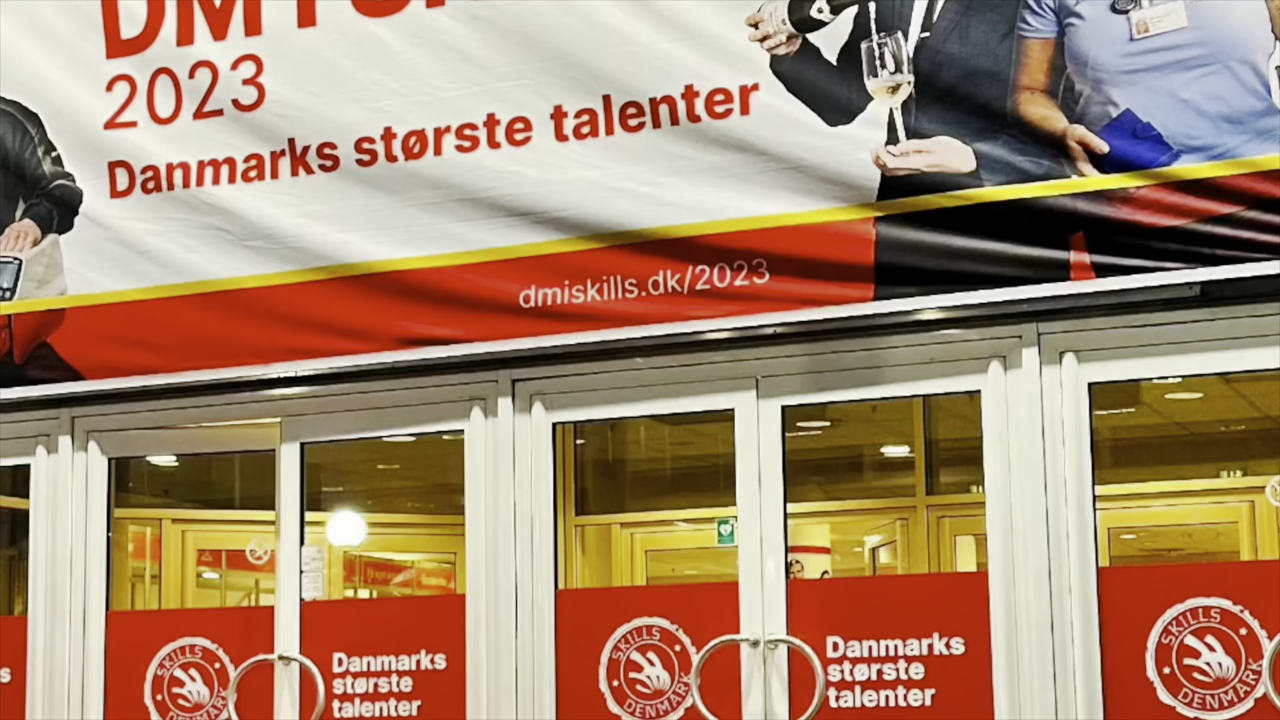 2023
Danmarks største talenter
dmiskills.dk/2023
SKILLS
DENMARK
Danmarks
største
talenter
SKILLS
DENMARK
Danmarks
største
talenter
SKILLS
DENMARK